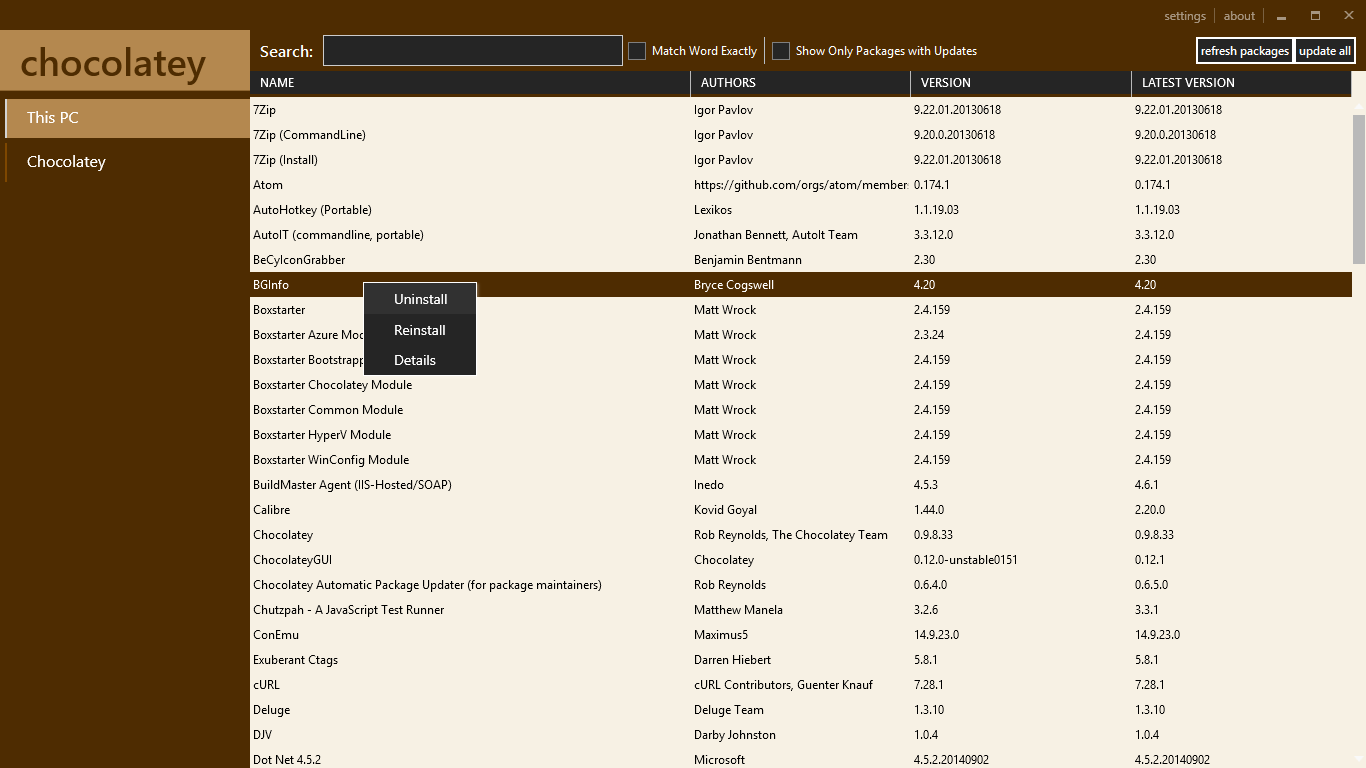 settings about
chocolatey
Search: Match Word Exactly Show Only Packages with Updates refresh packages update all
This PC
Chocolatey
NAME AUTHORS VERSION LATEST VERSION
7Zip Igor Pavlov 9.22.01.20130618 9.22.01.20130618
7Zip (CommandLine) Igor Pavlov 9.20.0.20130618 9.20.0.20130618
7Zip (Install) Igor Pavlov 9.22.01.20130618 9.22.01.20130618
Atom https://github.com/orgs/atom/member 0.174.1 0.174.1
AutoHotkey (Portable) Lexikos 1.1.19.03 1.1.19.03
AutoIT (commandline, portable) Jonathan Bennett, AutoIt Team 3.3.12.0 3.3.12.0
BeCyIconGrabber Benjamin Bentmann 2.30 2.30
BGInfo Bryce Cogswell 4.20 4.20
Uninstall
Reinstall
Details
Boxstarter Matt Wrock 2.4.159 2.4.159
Boxstarter Azure Matt Wrock 2.3.24 2.4.159
Boxstarter Bootstrapp Matt Wrock 2.4.159 2.4.159
Boxstarter Chocolatey Module Matt Wrock 2.4.159 2.4.159
Boxstarter Common Module Matt Wrock 2.4.159 2.4.159
Boxstarter HyperV Module Matt Wrock 2.4.159 2.4.159
Boxstarter WinConfig Module Matt Wrock 2.4.159 2.4.159
BuildMaster Agent (IIS-Hosted/SOAP) Inedo 4.5.3 4.6.1
Calibre Kovid Goyal 1.44.0 2.20.0
Chocolatey Rob Reynolds, The Chocolatey Team 0.9.8.33 0.9.8.33
ChocolateyGUI Chocolatey 0.12.0-unstable0151 0.12.1
Chocolatey Automatic Package Updater (for package maintainers) Rob Reynolds 0.6.4.0 0.6.5.0
Chutzpah - A JavaScript Test Runner Matthew Manela 3.2.6 3.3.1
ConEmu Maximus5 14.9.23.0 14.9.23.0
Exuberant Ctags Darren Hiebert 5.8.1 5.8.1
cURL cURL Contributors, Guenter Knauf 7.28.1 7.28.1
Deluge Deluge Team 1.3.10 1.3.10
DJV Darby Johnston 1.0.4 1.0.4
Dot Net 4.5.2 Microsoft 4.5.2.20140902 4.5.2.20140902